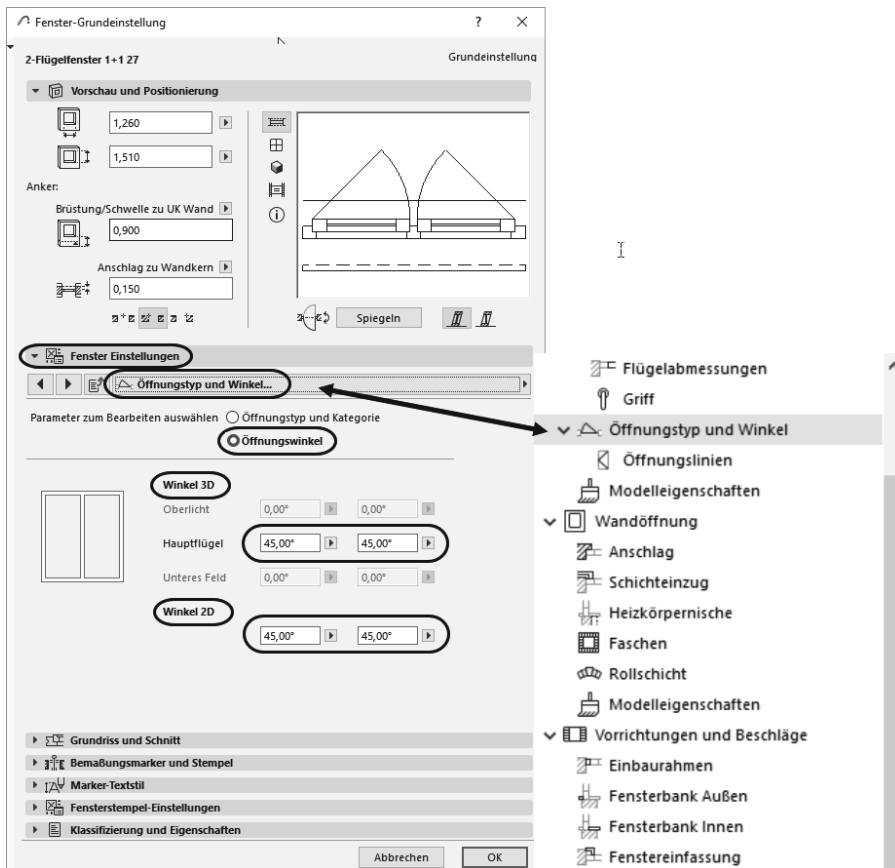 Fenster-Grundeinstellung
?
2-Flügelfenster 1+1 27
Grundeinstellung
Vorschau und Positionierung
1,260
1,510
Anker:
Brüstung/Schwelle zu UK Wand
0,900
Anschlag zu Wandkern
0,150
Spiegeln
Fenster Einstellungen
Öffnungstyp und Winkel...
Parameter zum Bearbeiten auswählen Öffnungstyp und Kategorie
Öffnungswinkel
Winkel 3D
Oberlicht 0,00° 0,00°
Hauptflügel 45,00° 45,00°
Unteres Feld 0,00° 0,00°
Winkel 2D
45,00° 45,00°
Grundriss und Schnitt
Bemaßungsmarker und Stempel
Marker-Textstil
Fensterstempel-Einstellungen
Klassifizierung und Eigenschaften
Abbrechen OK
Flügelabmessungen
Griff
Öffnungstyp und Winkel
Öffnungslinien
Modelleigenschaften
Wandöffnung
Anschlag
Schichteinzug
Heizkörpernische
Faschen
Rollschicht
Modelleigenschaften
Vorrichtungen und Beschläge
Einbaurahmen
Fensterbank Außen
Fensterbank Innen
Fenstereinfassung